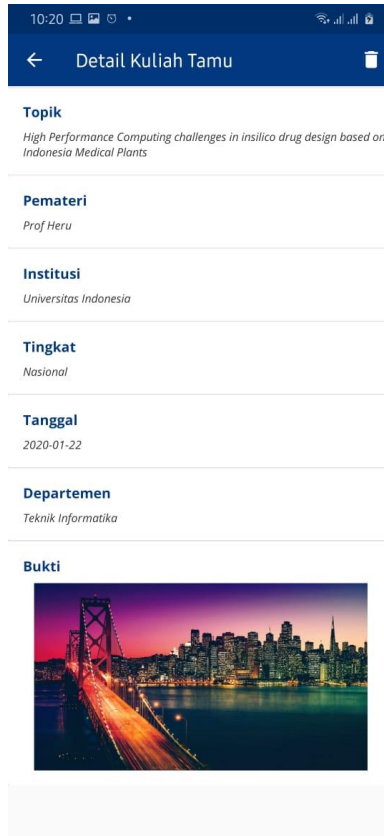 10:20
Detail Kuliah Tamu
Topik
High Performance Computing challenges in insilico drug design based on
Indonesia Medical Plants
Pemateri
Prof Heru
Institusi
Universitas Indonesia
Tingkat
Nasional
Tanggal
2020-01-22
Departemen
Teknik Informatika
Bukti